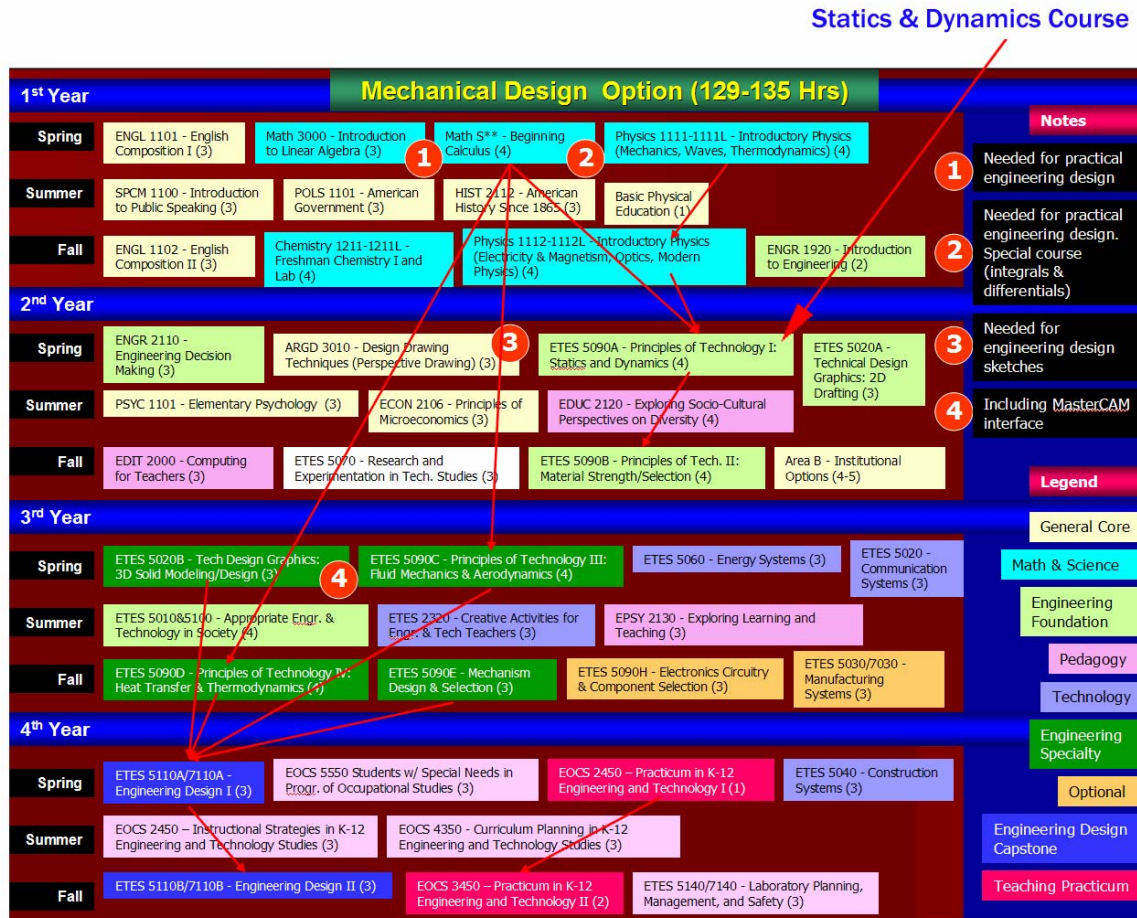 Statics & Dynamics Course
1st Year
Mechanical Design Option (129-135 Hrs)
Notes
Spring
ENGL 1101 - English
Composition I (3)
Math 3000 - Introduction
to Linear Algebra (3)
1
Math S** - Beginning
Calculus (4)
2
Physics 1111-1111L - Introductory Physics
(Mechanics, Waves, Thermodynamics) (4)
1
Needed for practical
engineering design
Summer
SPCM 1100 - Introduction
to Public Speaking (3)
POLS 1101 - American
Government (3)
HIST 2112 - American
History Since 1865 (3)
Basic Physical
Education (1)
2
Needed for practical
engineering design.
Special course
(integrals &
differentials)
Fall
ENGL 1102 - English
Composition II (3)
Chemistry 1211-1211L -
Freshman Chemistry I and
Lab (4)
Physics 1112-1112L - Introductory Physics
(Electricity & Magnetism, Optics, Modern
Physics) (4)
ENGR 1920 - Introduction
to Engineering (2)
2nd Year
Spring
ENGR 2110 -
Engineering Decision
Making (3)
ARGD 3010 - Design Drawing
Techniques (Perspective Drawing) (3)
3
ETES 5090A - Principles of Technology I:
Statics and Dynamics (4)
ETES 5020A -
Technical Design
Graphics: 2D
Drafting (3)
3
Needed for
engineering design
sketches
Summer
PSYC 1101 - Elementary Psychology (3)
ECON 2106 - Principles of
Microeconomics (3)
EDUC 2120 - Exploring Socio-Cultural
Perspectives on Diversity (4)
4
Including MasterCAM
interface
Fall
EDIT 2000 - Computing
for Teachers (3)
ETES 5070 - Research and
Experimentation in Tech. Studies (3)
ETES 5090B - Principles of Tech. II:
Material Strength/Selection (4)
Area B - Institutional
Options (4-5)
Legend
3rd Year
General Core
Spring
ETES 5020B - Tech Design Graphics:
3D Solid Modeling/Design (3)
4
ETES 5090C - Principles of Technology III:
Fluid Mechanics & Aerodynamics (4)
ETES 5060 - Energy Systems (3)
ETES 5020 -
Communication
Systems (3)
Math & Science
Summer
ETES 5010&5100 - Appropriate Engr. &
Technology in Society (4)
ETES 2320 - Creative Activities for
Engr. & Tech Teachers (3)
EPSY 2130 - Exploring Learning and
Teaching (3)
Engineering
Foundation
Pedagogy
Fall
ETES 5090D - Principles of Technology IV:
Heat Transfer & Thermodynamics (4)
ETES 5090E - Mechanism
Design & Selection (3)
ETES 5090H - Electronics Circuitry
& Component Selection (3)
ETES 5030/7030 -
Manufacturing
Systems (3)
Technology
4th Year
Engineering
Specialty
Spring
ETES 5110A/7110A -
Engineering Design I (3)
EOCS 5550 Students w/ Special Needs in
Progr. of Occupational Studies (3)
EOCS 2450 – Practicum in K-12
Engineering and Technology I (1)
ETES 5040 - Construction
Systems (3)
Optional
Summer
EOCS 2450 – Instructional Strategies in K-12
Engineering and Technology Studies (3)
EOCS 4350 - Curriculum Planning in K-12
Engineering and Technology Studies (3)
Engineering Design
Capstone
Fall
ETES 5110B/7110B - Engineering Design II (3)
EOCS 3450 – Practicum in K-12
Engineering and Technology II (2)
ETES 5140/7140 - Laboratory Planning,
Management, and Safety (3)
Teaching Practicum